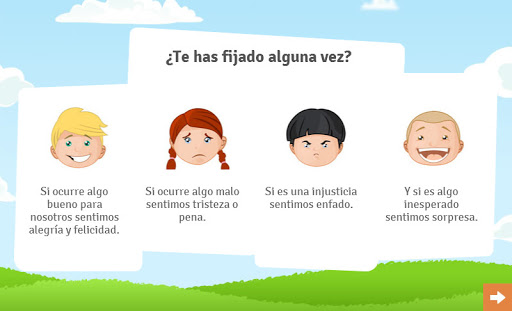 ¿Te has fijado alguna vez?
Si ocurre algo
bueno para
nosotros sentimos
alegría y felicidad.
Si ocurre algo malo
sentimos tristeza o
pena.
Si es una injusticia
sentimos enfado.
Y si es algo
inesperado
sentimos sorpresa.